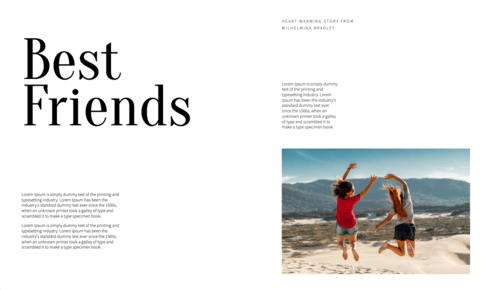 Best
Friends
Lorem Ipsum is simply dummy text of the printing and
typesetting industry. Lorem Ipsum has been the
industry's standard dummy text ever since the 1500s,
when an unknown printer took a galley of type and
scrambled it to make a type specimen book.
Lorem Ipsum is simply dummy text of the printing and
typesetting industry. Lorem Ipsum has been the
industry's standard dummy text ever since the 1500s,
when an unknown printer took a galley of type and
scrambled it to make a type specimen book.
HEART-WARMING STORY FROM
WILHELMINA BRADLEY
Lorem Ipsum is simply dummy
text of the printing and
typesetting industry. Lorem
Ipsum has been the industry's
standard dummy text ever
since the 1500s, when an
unknown printer took a galley
of type and scrambled it to
make a type specimen book.